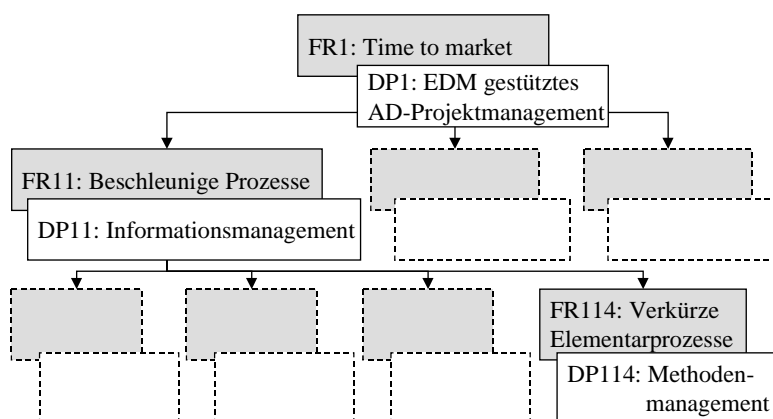 FR1: Time to market
DP1: EDM gestütztes
AD-Projektmanagement
FR11: Beschleunige Prozesse
DP11: Informationsmanagement
FR114: Verkürze
Elementarprozesse
DP114: Methoden-
management